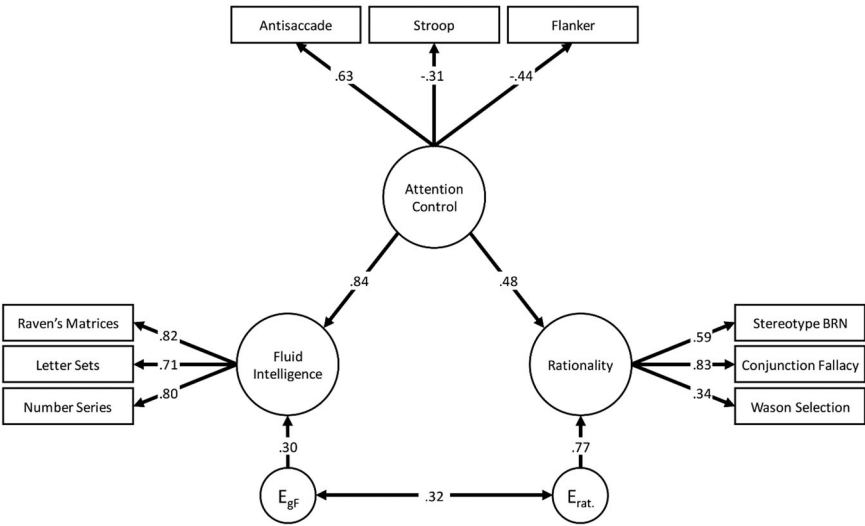 Antisaccade
Stroop
Flanker
.63
-.31
-.44
Attention
Control
.84
.48
Raven's Matrices
Letter Sets
Number Series
.82
.71
.80
Fluid
Intelligence
Rationality
.59
.83
.34
Stereotype BRN
Conjunction Fallacy
Wason Selection
.30
.77
EgF
.32
Erat.